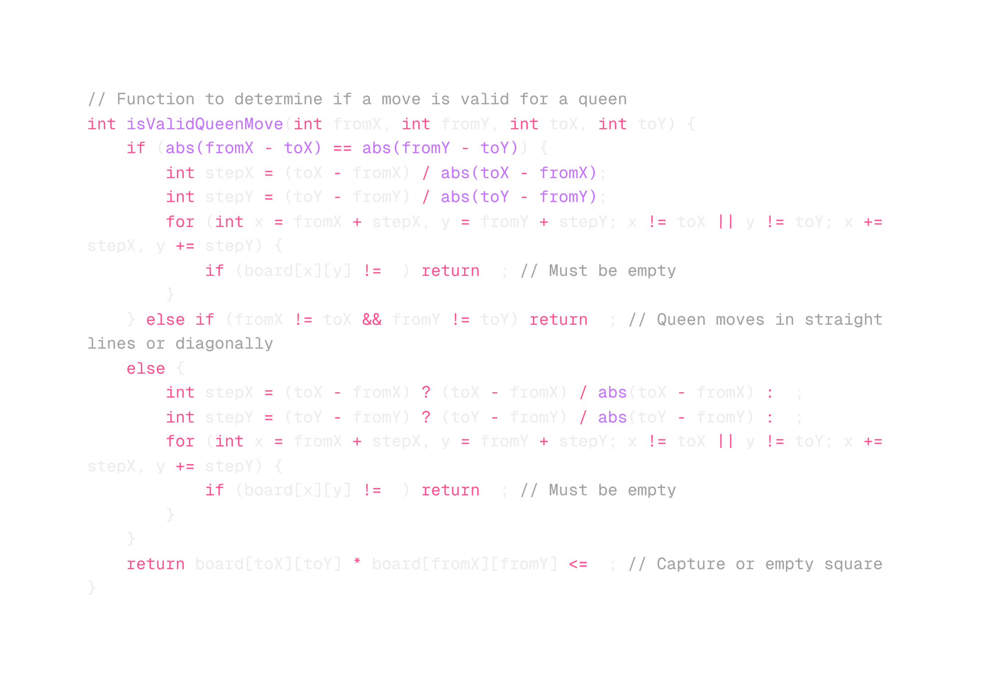 // Function to determine if a move is valid for a queen
int isValidQueenMove(int fromX, int fromY, int toX, int toY) {
    if (abs(fromX - toX) == abs(fromY - toY)) {
        int stepX = (toX - fromX) / abs(toX - fromX);
        int stepY = (toY - fromY) / abs(toY - fromY);
        for (int x = fromX + stepX, y = fromY + stepY; x != toX || y != toY; x +=
stepX, y += stepY) {
            if (board[x][y] !=  ) return  ; // Must be empty
        }
    } else if (fromX != toX && fromY != toY) return  ; // Queen moves in straight
lines or diagonally
    else {
        int stepX = (toX - fromX) ? (toX - fromX) / abs(toX - fromX) :  ;
        int stepY = (toY - fromY) ? (toY - fromY) / abs(toY - fromY) :  ;
        for (int x = fromX + stepX, y = fromY + stepY; x != toX || y != toY; x +=
stepX, y += stepY) {
            if (board[x][y] !=  ) return  ; // Must be empty
        }
    }
    return board[toX][toY] * board[fromX][fromY] <=  ; // Capture or empty square
}